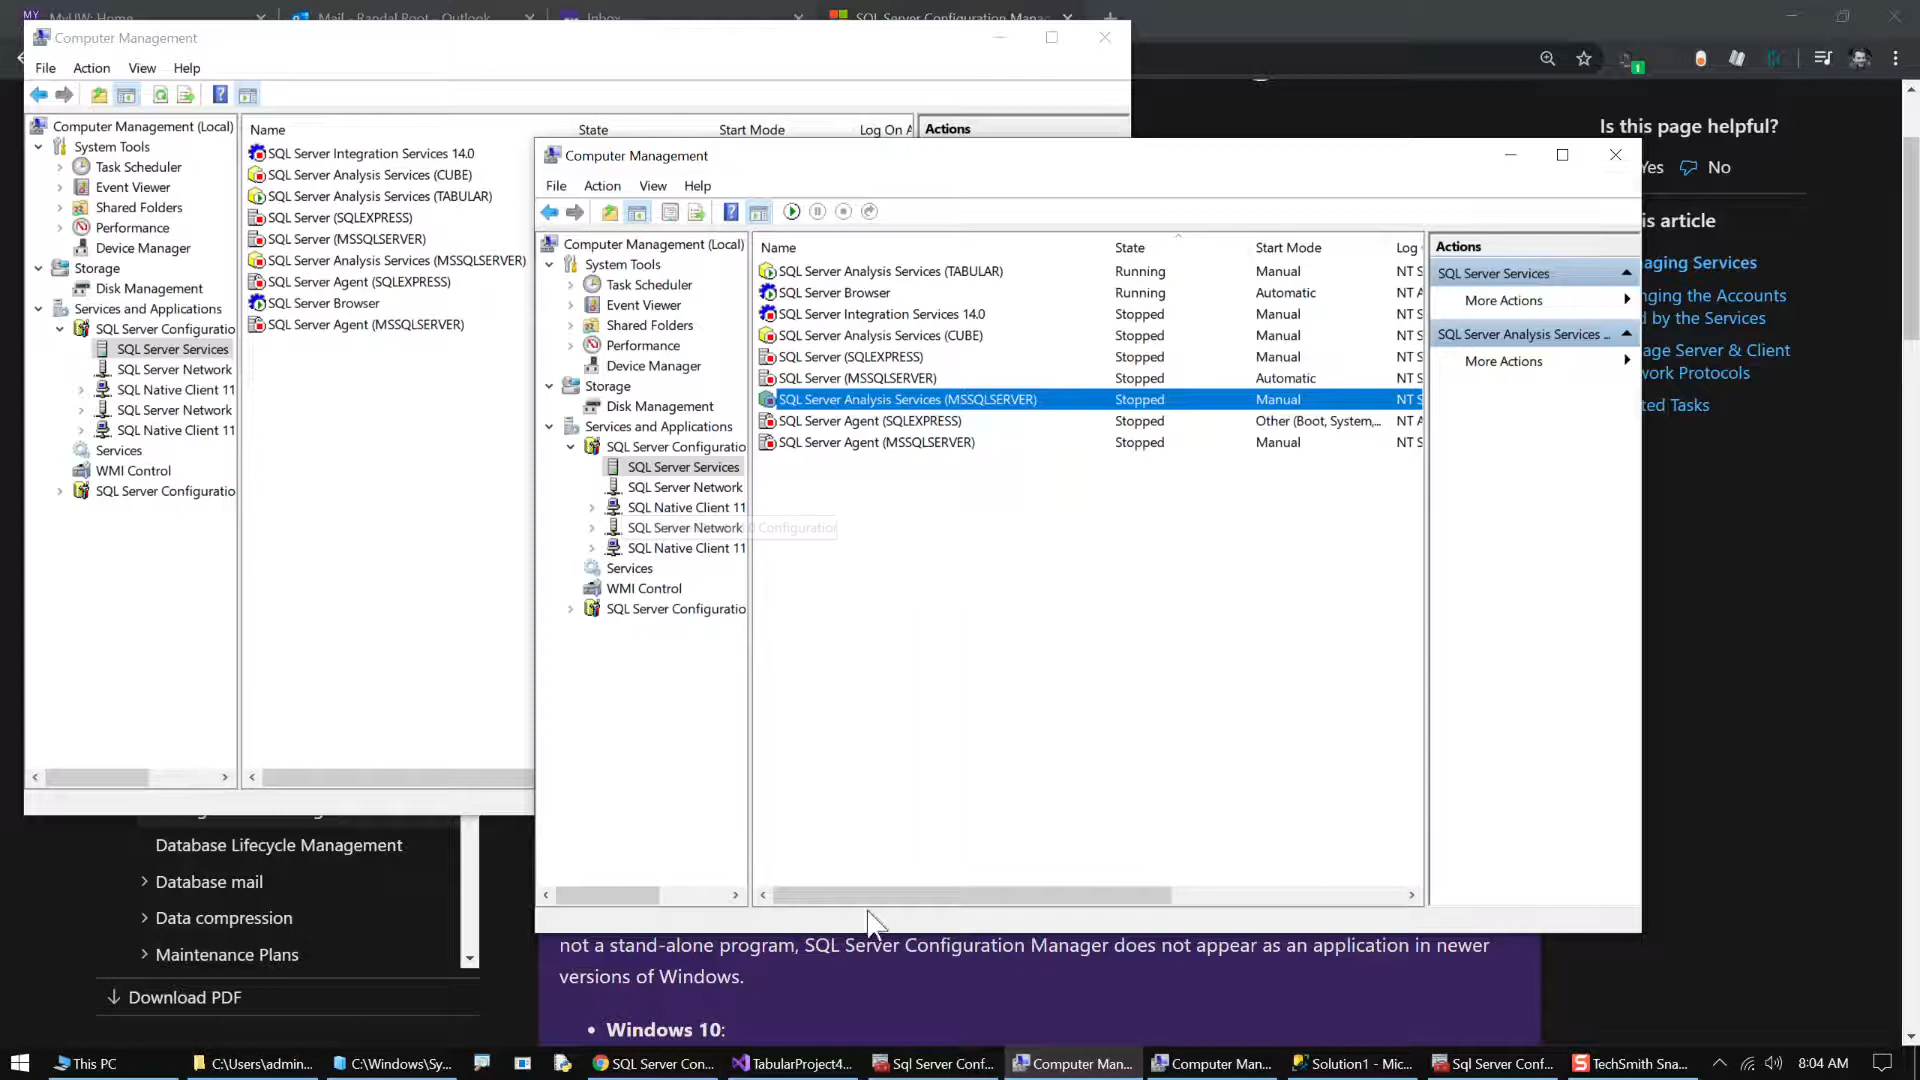 MyUW: Home
Mail - Randal Root - Outlook
Inbox
SQL Server Configuration Mana
Computer Management
File Action View Help
Computer Management (Local)
System Tools
Task Scheduler
Event Viewer
Shared Folders
Performance
Device Manager
Storage
Disk Management
Services and Applications
SQL Server Configuratio
SQL Server Services
SQL Server Network
SQL Native Client 11
SQL Server Network
SQL Native Client 11
Services
WMI Control
SQL Server Configuratio
Name State Start Mode Log On A
SQL Server Integration Services 14.0
SQL Server Analysis Services (CUBE)
SQL Server Analysis Services (TABULAR)
SQL Server (SQLEXPRESS)
SQL Server (MSSQLSERVER)
SQL Server Analysis Services (MSSQLSERVER)
SQL Server Agent (SQLEXPRESS)
SQL Server Browser
SQL Server Agent (MSSQLSERVER)
Actions
Computer Management
File Action View Help
Computer Management (Local)
System Tools
Task Scheduler
Event Viewer
Shared Folders
Performance
Device Manager
Storage
Disk Management
Services and Applications
SQL Server Configuratio
SQL Server Services
SQL Server Network
SQL Native Client 11
SQL Server Network .0 Configuration
SQL Native Client 11
Services
WMI Control
SQL Server Configuratio
Name State Start Mode Log
SQL Server Analysis Services (TABULAR) Running Manual NT S
SQL Server Browser Running Automatic NT A
SQL Server Integration Services 14.0 Stopped Manual NT S
SQL Server Analysis Services (CUBE) Stopped Manual NT S
SQL Server (SQLEXPRESS) Stopped Manual NT S
SQL Server (MSSQLSERVER) Stopped Automatic NT S
SQL Server Analysis Services (MSSQLSERVER) Stopped Manual NT S
SQL Server Agent (SQLEXPRESS) Stopped Other (Boot, System,... NT A
SQL Server Agent (MSSQLSERVER) Stopped Manual NT S
Actions
SQL Server Services
More Actions
SQL Server Analysis Services ...
More Actions
Is this page helpful?
Yes No
is article
aging Services
nging the Accounts
d by the Services
age Server & Client
work Protocols
ted Tasks
Database Lifecycle Management
Database mail
Data compression
Maintenance Plans
Download PDF
not a stand-alone program, SQL Server Configuration Manager does not appear as an application in newer
versions of Windows.
• Windows 10:
This PC
C:\Users\admin...
C:\Windows\Sy...
SQL Server Con...
TabularProject4...
Sql Server Conf...
Computer Man...
Computer Man...
Solution1 - Mic...
Sql Server Conf...
TechSmith Sna...
8:04 AM